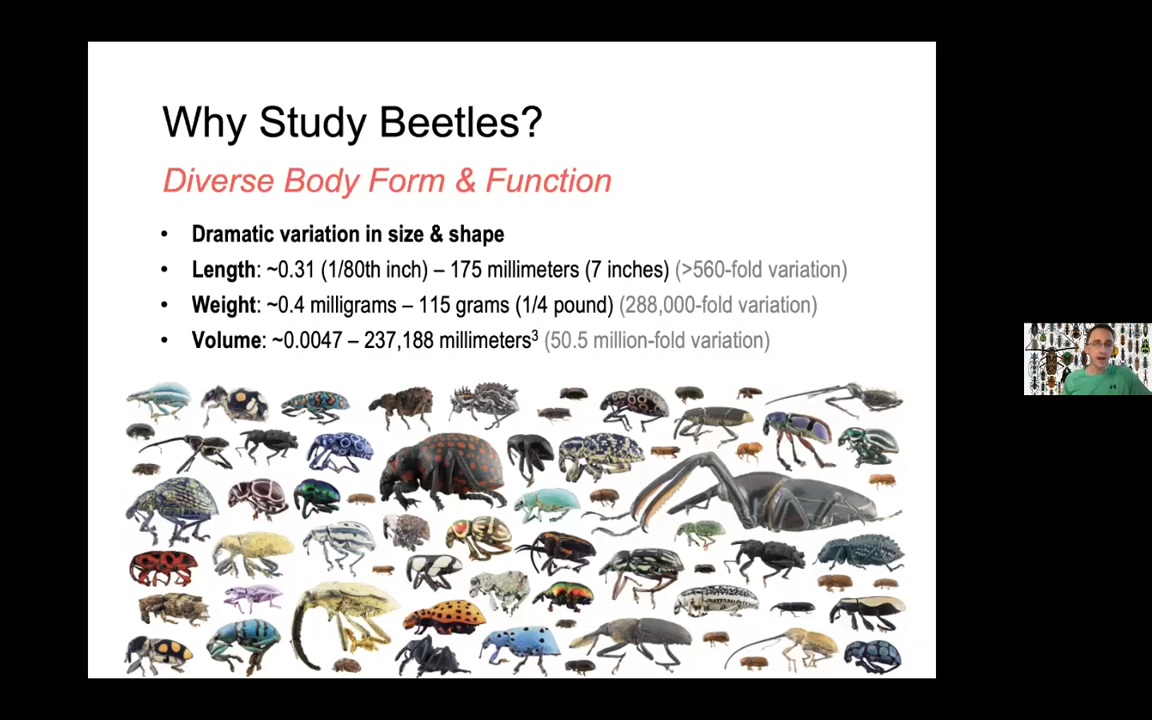 Why Study Beetles?
Diverse Body Form & Function
• Dramatic variation in size & shape
• Length: ~0.31 (1/80th inch) – 175 millimeters (7 inches) (>560-fold variation)
• Weight: ~0.4 milligrams – 115 grams (1/4 pound) (288,000-fold variation)
• Volume: ~0.0047 – 237,188 millimeters³ (50.5 million-fold variation)